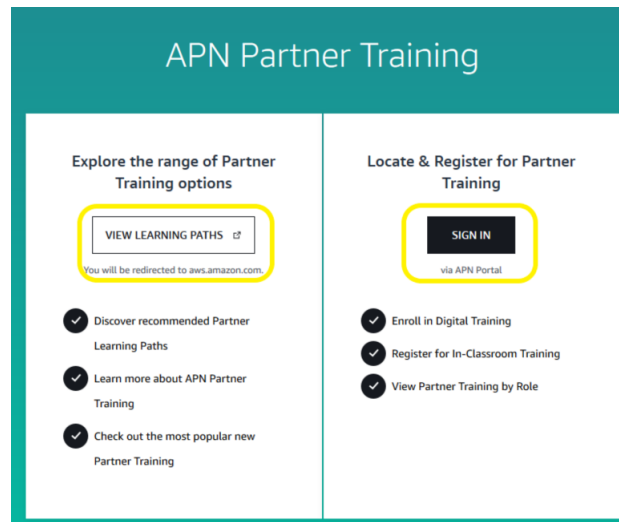 APN Partner Training
Explore the range of Partner
Training options
VIEW LEARNING PATHS
You will be redirected to aws.amazon.com.
Discover recommended Partner
Learning Paths
Learn more about APN Partner
Training
Check out the most popular new
Partner Training
Locate & Register for Partner
Training
SIGN IN
via APN Portal
Enroll in Digital Training
Register for In-Classroom Training
View Partner Training by Role